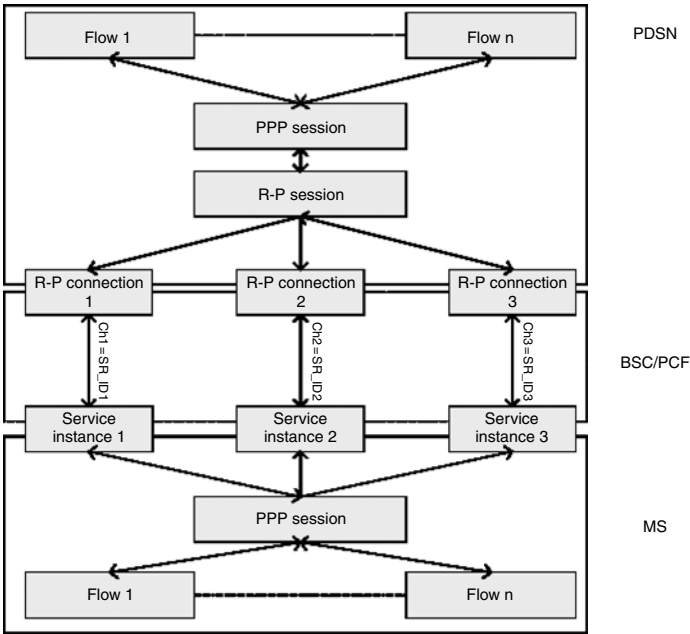 Flow 1
Flow n
PDSN
PPP session
R-P session
R-P connection
1
R-P connection
2
R-P connection
3
Ch1 = SR_ID1
Ch2 = SR_ID2
Ch3 = SR_ID3
BSC/PCF
Service
instance 1
Service
instance 2
Service
instance 3
PPP session
MS
Flow 1
Flow n